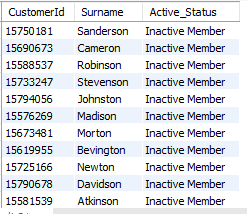 CustomerId Surname Active_Status
15750181 Sanderson Inactive Member
15690673 Cameron Inactive Member
15588537 Robinson Inactive Member
15733247 Stevenson Inactive Member
15794056 Johnston Inactive Member
15576269 Madison Inactive Member
15673481 Morton Inactive Member
15619955 Bevington Inactive Member
15725166 Newton Inactive Member
15790678 Davidson Inactive Member
15581539 Atkinson Inactive Member